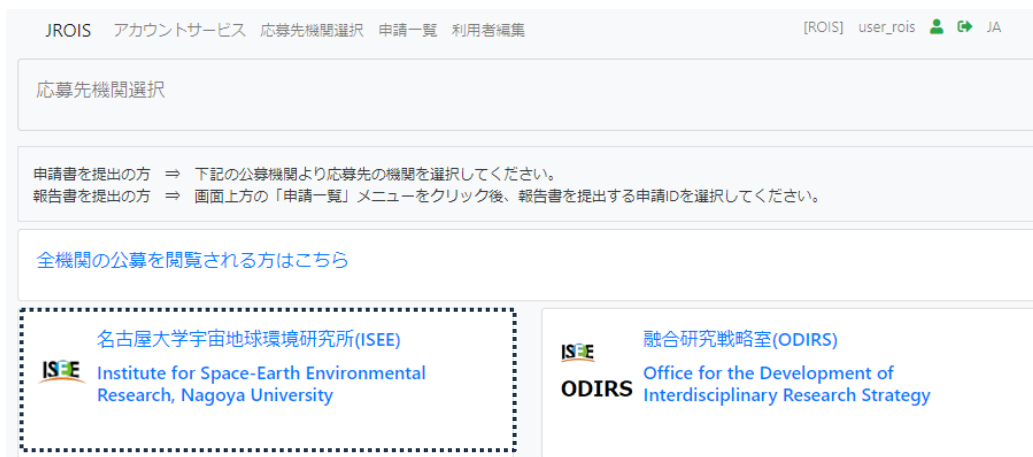 JROIS アカウントサービス 応募先機関選択 申請一覧 利用者編集 [ROIS] user_rois JA
応募先機関選択
申請書を提出の方 ⇒ 下記の公募機関より応募先の機関を選択してください。
報告書を提出の方 ⇒ 画面上方の「申請一覧」メニューをクリック後、報告書を提出する申請IDを選択してください。
全機関の公募を閲覧される方はこちら
名古屋大学宇宙地球環境研究所(ISEE)
ISEE
Institute for Space-Earth Environmental
Research, Nagoya University
融合研究戦略室(ODIRS)
ISEE
ODIRS
Office for the Development of
Interdisciplinary Research Strategy